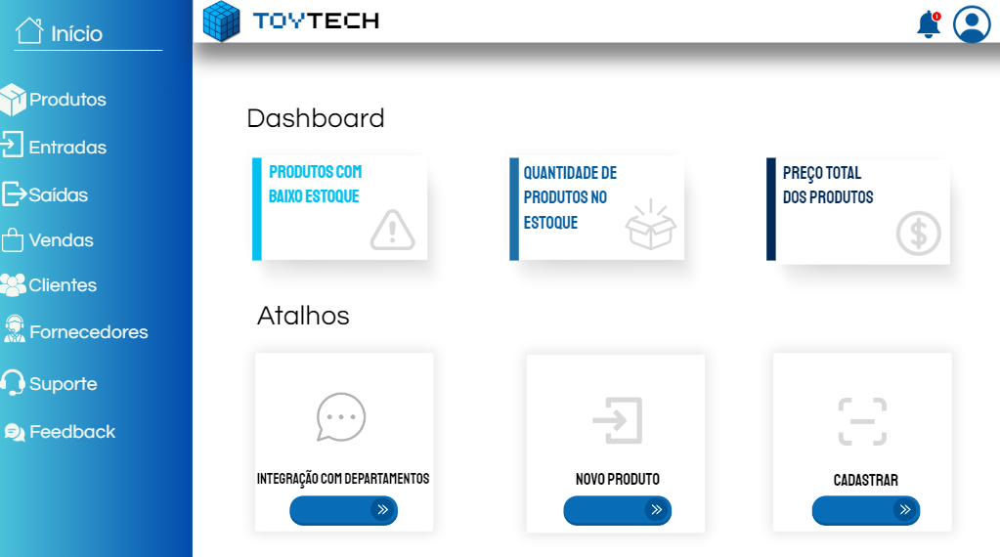 Início
Produtos
Entradas
Saídas
Vendas
Clientes
Fornecedores
Suporte
Feedback
TOYTECH
1
Dashboard
PRODUTOS COM
BAIXO ESTOQUE
QUANTIDADE DE
PRODUTOS NO
ESTOQUE
PREÇO TOTAL
DOS PRODUTOS
Atalhos
INTEGRAÇÃO COM DEPARTAMENTOS
NOVO PRODUTO
CADASTRAR